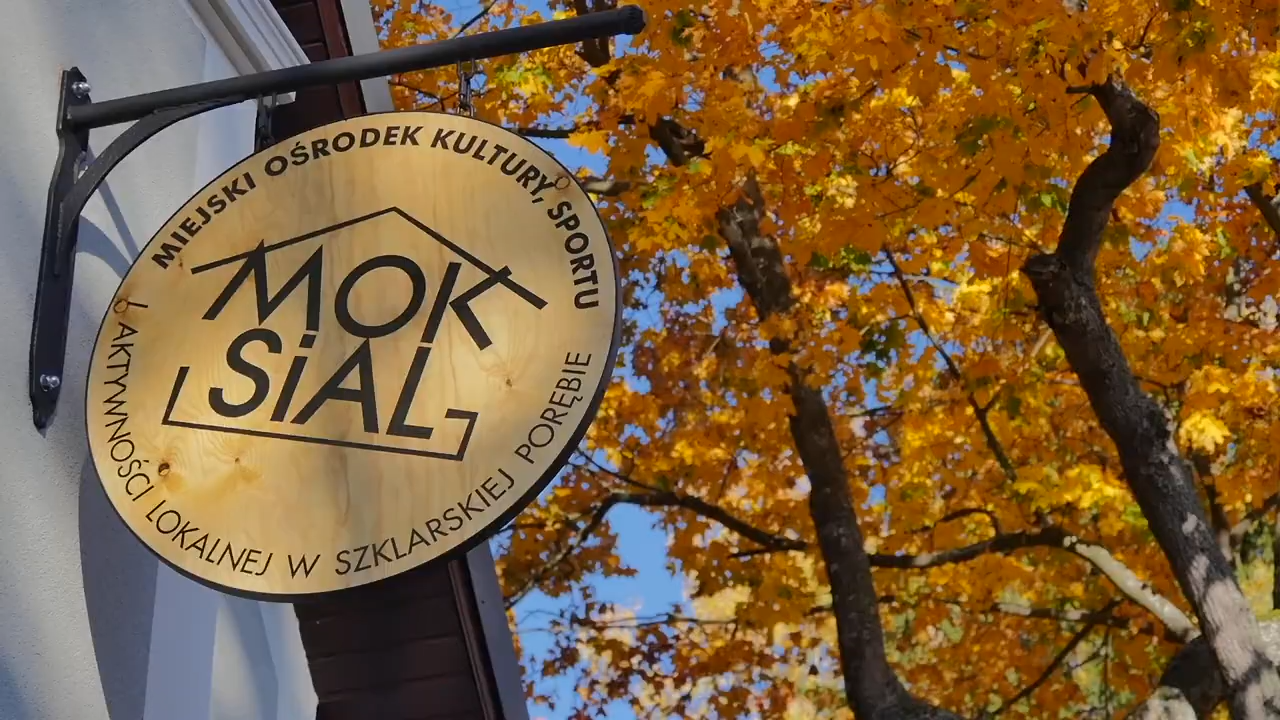 MIEJSKI OŚRODEK KULTURY, SPORTU
MOK
SiAL
I AKTYWNOŚCI LOKALNEJ W SZKLARSKIEJ PORĘBIE